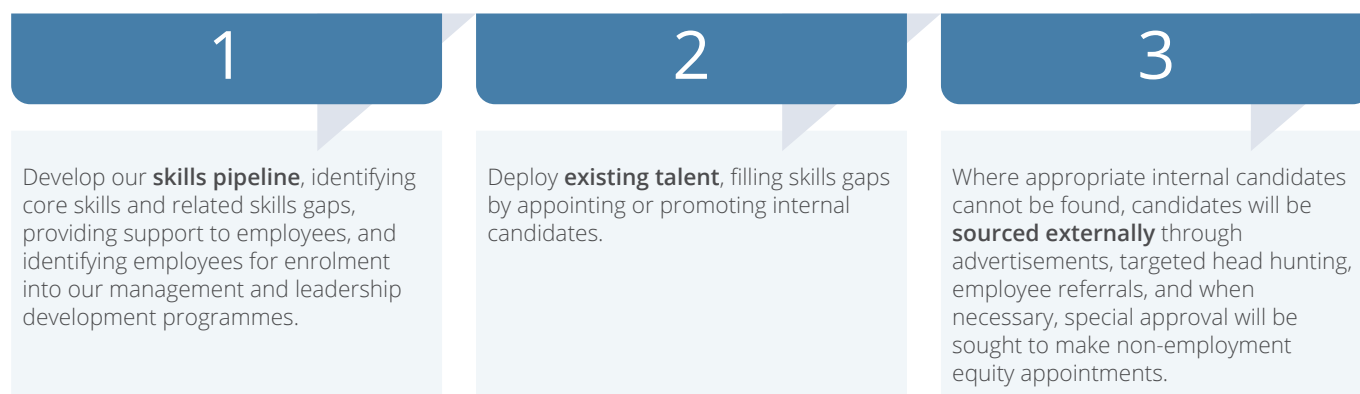 1
Develop our skills pipeline, identifying
core skills and related skills gaps,
providing support to employees, and
identifying employees for enrolment
into our management and leadership
development programmes.
2
Deploy existing talent, filling skills gaps
by appointing or promoting internal
candidates.
3
Where appropriate internal candidates
cannot be found, candidates will be
sourced externally through
advertisements, targeted head hunting,
employee referrals, and when
necessary, special approval will be
sought to make non-employment
equity appointments.